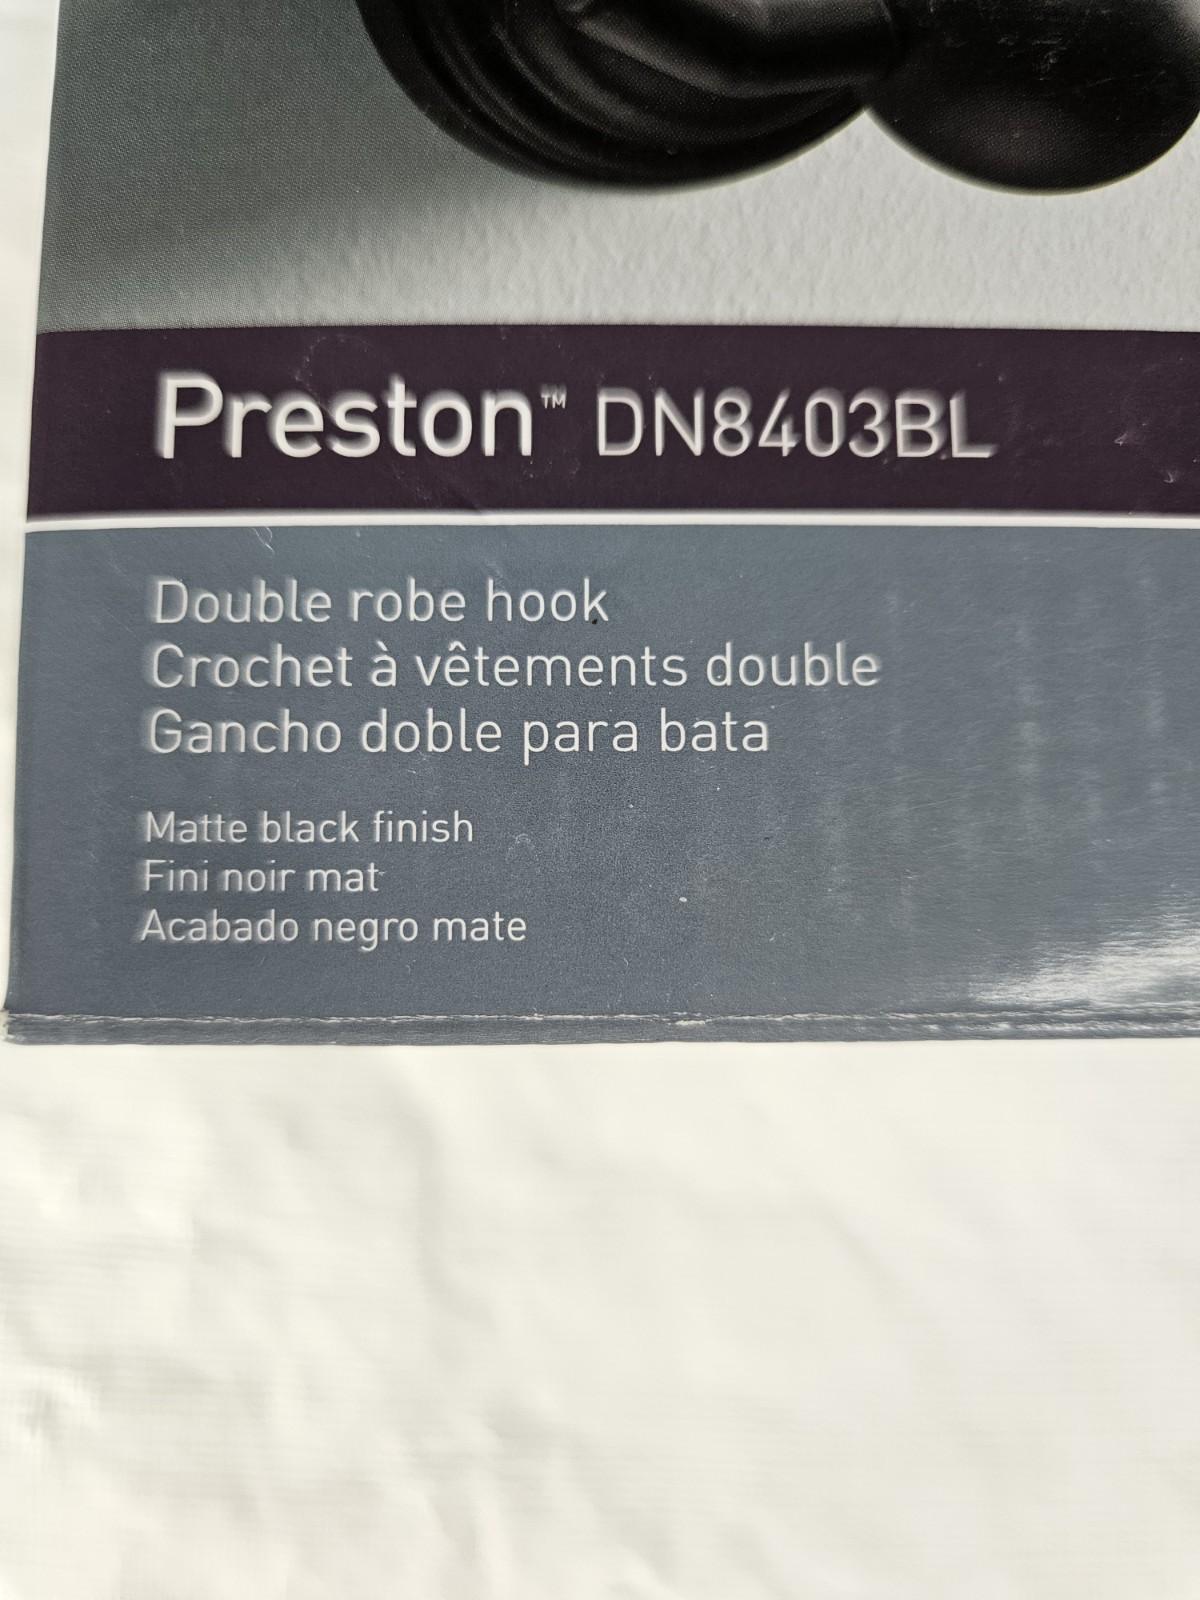 Preston™ DN8403BL
Double robe hook
Crochet à vêtements double
Gancho doble para bata
Matte black finish
Fini noir mat
Acabado negro mate